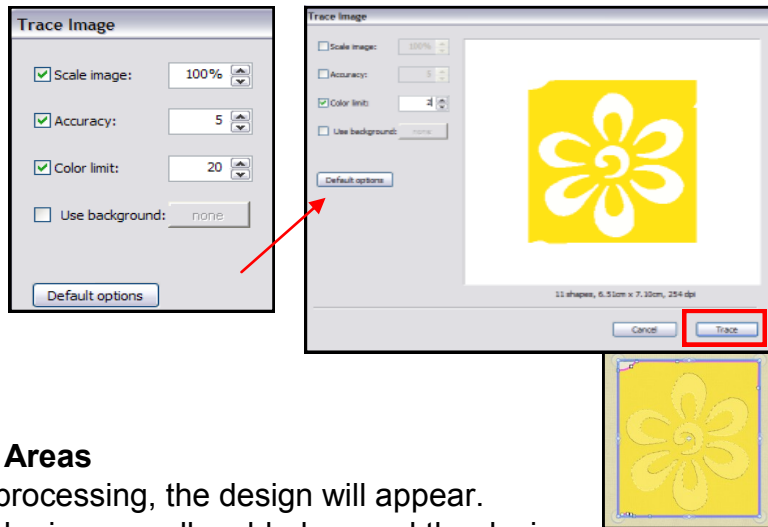 Trace Image
Scale image: 100%
Accuracy: 5
Color limit: 20
Use background: none
Default options
Trace Image
Scale image: 100%
Accuracy: 5
Color limit: 2
Use background: none
Default options
11 shapes, 6.51cm x 7.10cm, 254 dpi
Cancel Trace
Areas
processing, the design will appear.